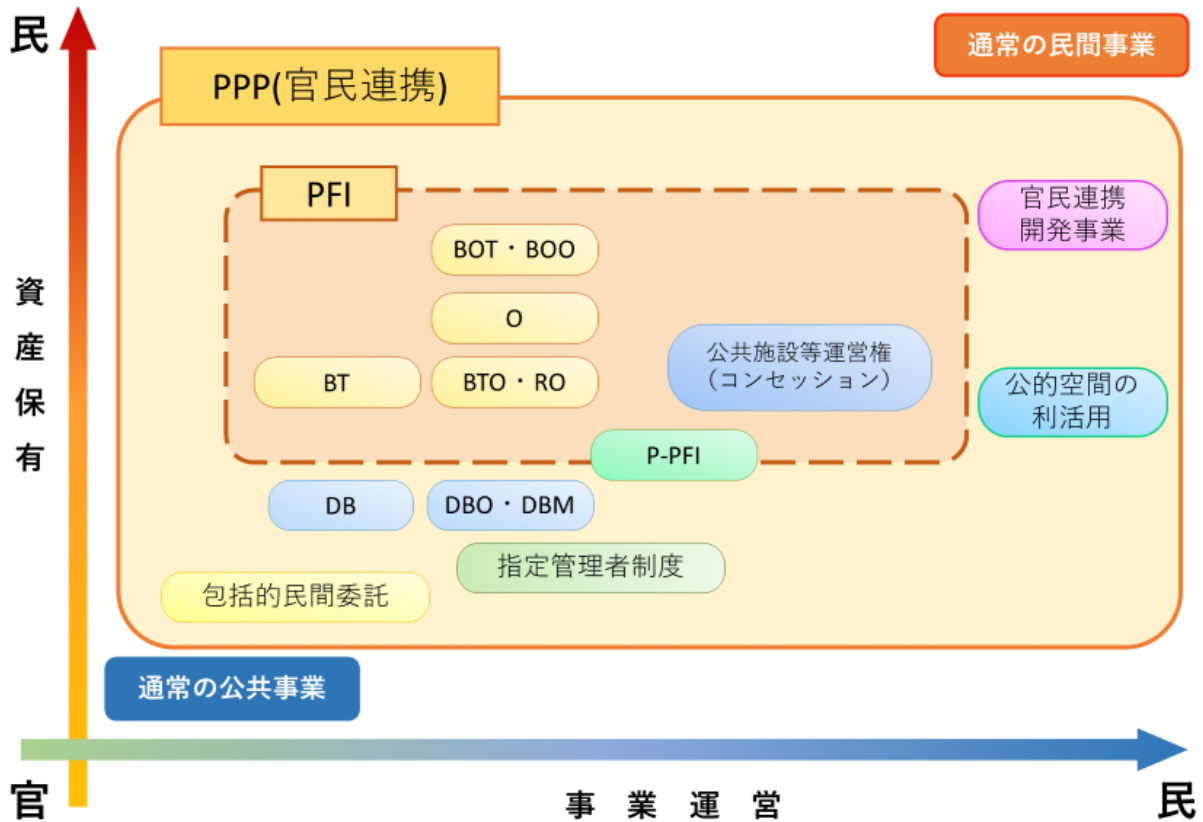 民
通常の民間事業
PPP(官民連携)
PFI
官民連携
開発事業
BOT・BOO
O
公共施設等運営権
(コンセッション)
BT
BTO・RO
公的空間の
利活用
P-PFI
DB
DBO・DBM
指定管理者制度
包括的民間委託
資産保有
通常の公共事業
官
事業運営
民